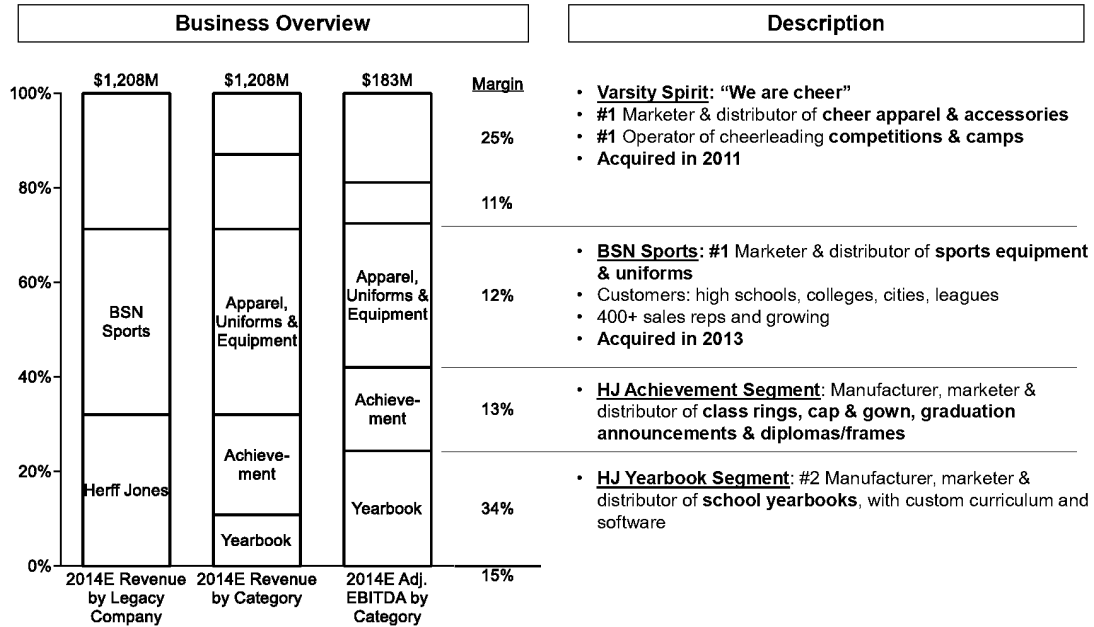 Business Overview
Description
$1,208M
$1,208M
$183M
Margin
100%
80%
60%
40%
20%
0%
BSN
Sports
Herff Jones
Apparel,
Uniforms &
Equipment
Achieve-
ment
Yearbook
Apparel,
Uniforms &
Equipment
Achieve-
ment
Yearbook
25%
11%
12%
13%
34%
15%
2014E Revenue
by Legacy
Company
2014E Revenue
by Category
2014E Adj.
EBITDA by
Category
• Varsity Spirit: “We are cheer”
• #1 Marketer & distributor of cheer apparel & accessories
• #1 Operator of cheerleading competitions & camps
• Acquired in 2011
• BSN Sports: #1 Marketer & distributor of sports equipment
& uniforms
• Customers: high schools, colleges, cities, leagues
• 400+ sales reps and growing
• Acquired in 2013
• HJ Achievement Segment: Manufacturer, marketer &
distributor of class rings, cap & gown, graduation
announcements & diplomas/frames
• HJ Yearbook Segment: #2 Manufacturer, marketer &
distributor of school yearbooks, with custom curriculum and
software